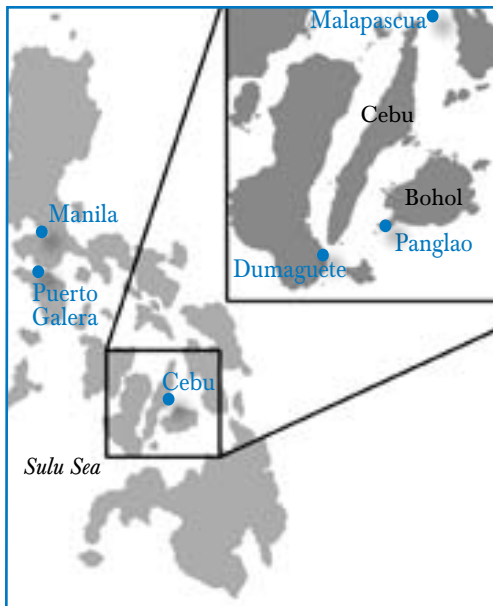 Malapascua
Cebu
Bohol
Manila
Panglao
Dumaguete
Puerto
Galera
Cebu
Sulu Sea